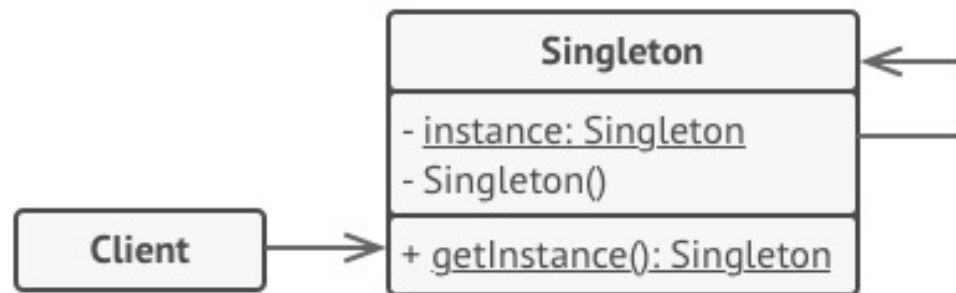 Singleton
- instance: Singleton
- Singleton()
Client
+ getInstance(): Singleton